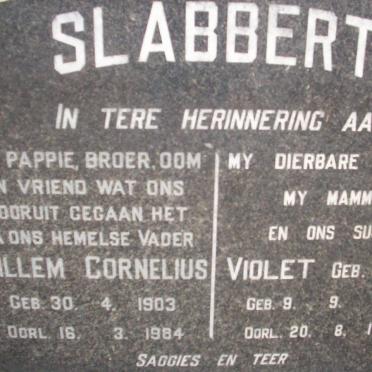 SLABBERT
IN TERE HERINNERING AA
PAPPIE, BROER, OOM
N VRIEND WAT ONS
OORUIT GEGAAN HET
A ONS HEMELSE VADER
ILLEM CORNELIUS
GEB. 30. 4. 1903
OORL. 16. 3. 1984
MY DIERBARE
MY MAMM
EN ONS SU
VIOLET GEB.
GEB. 9. 9.
OORL. 20. 8. 1
SAGGIES EN TEER